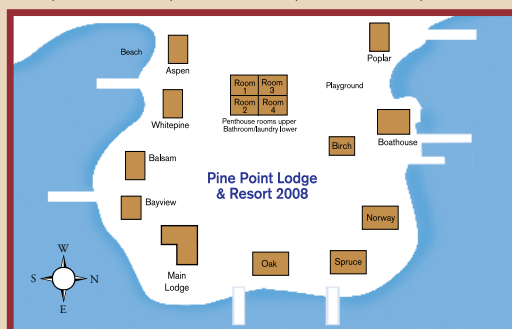 Poplar
Beach
Aspen
Playground
Room
1
Room
3
Room
2
Room
4
Penthouse rooms upper
Bathroom/laundry lower
Whitepine
Boathouse
Birch
Balsam
Pine Point Lodge
& Resort 2008
Bayview
Norway
Main
Lodge
Oak
Spruce
W
S
N
E